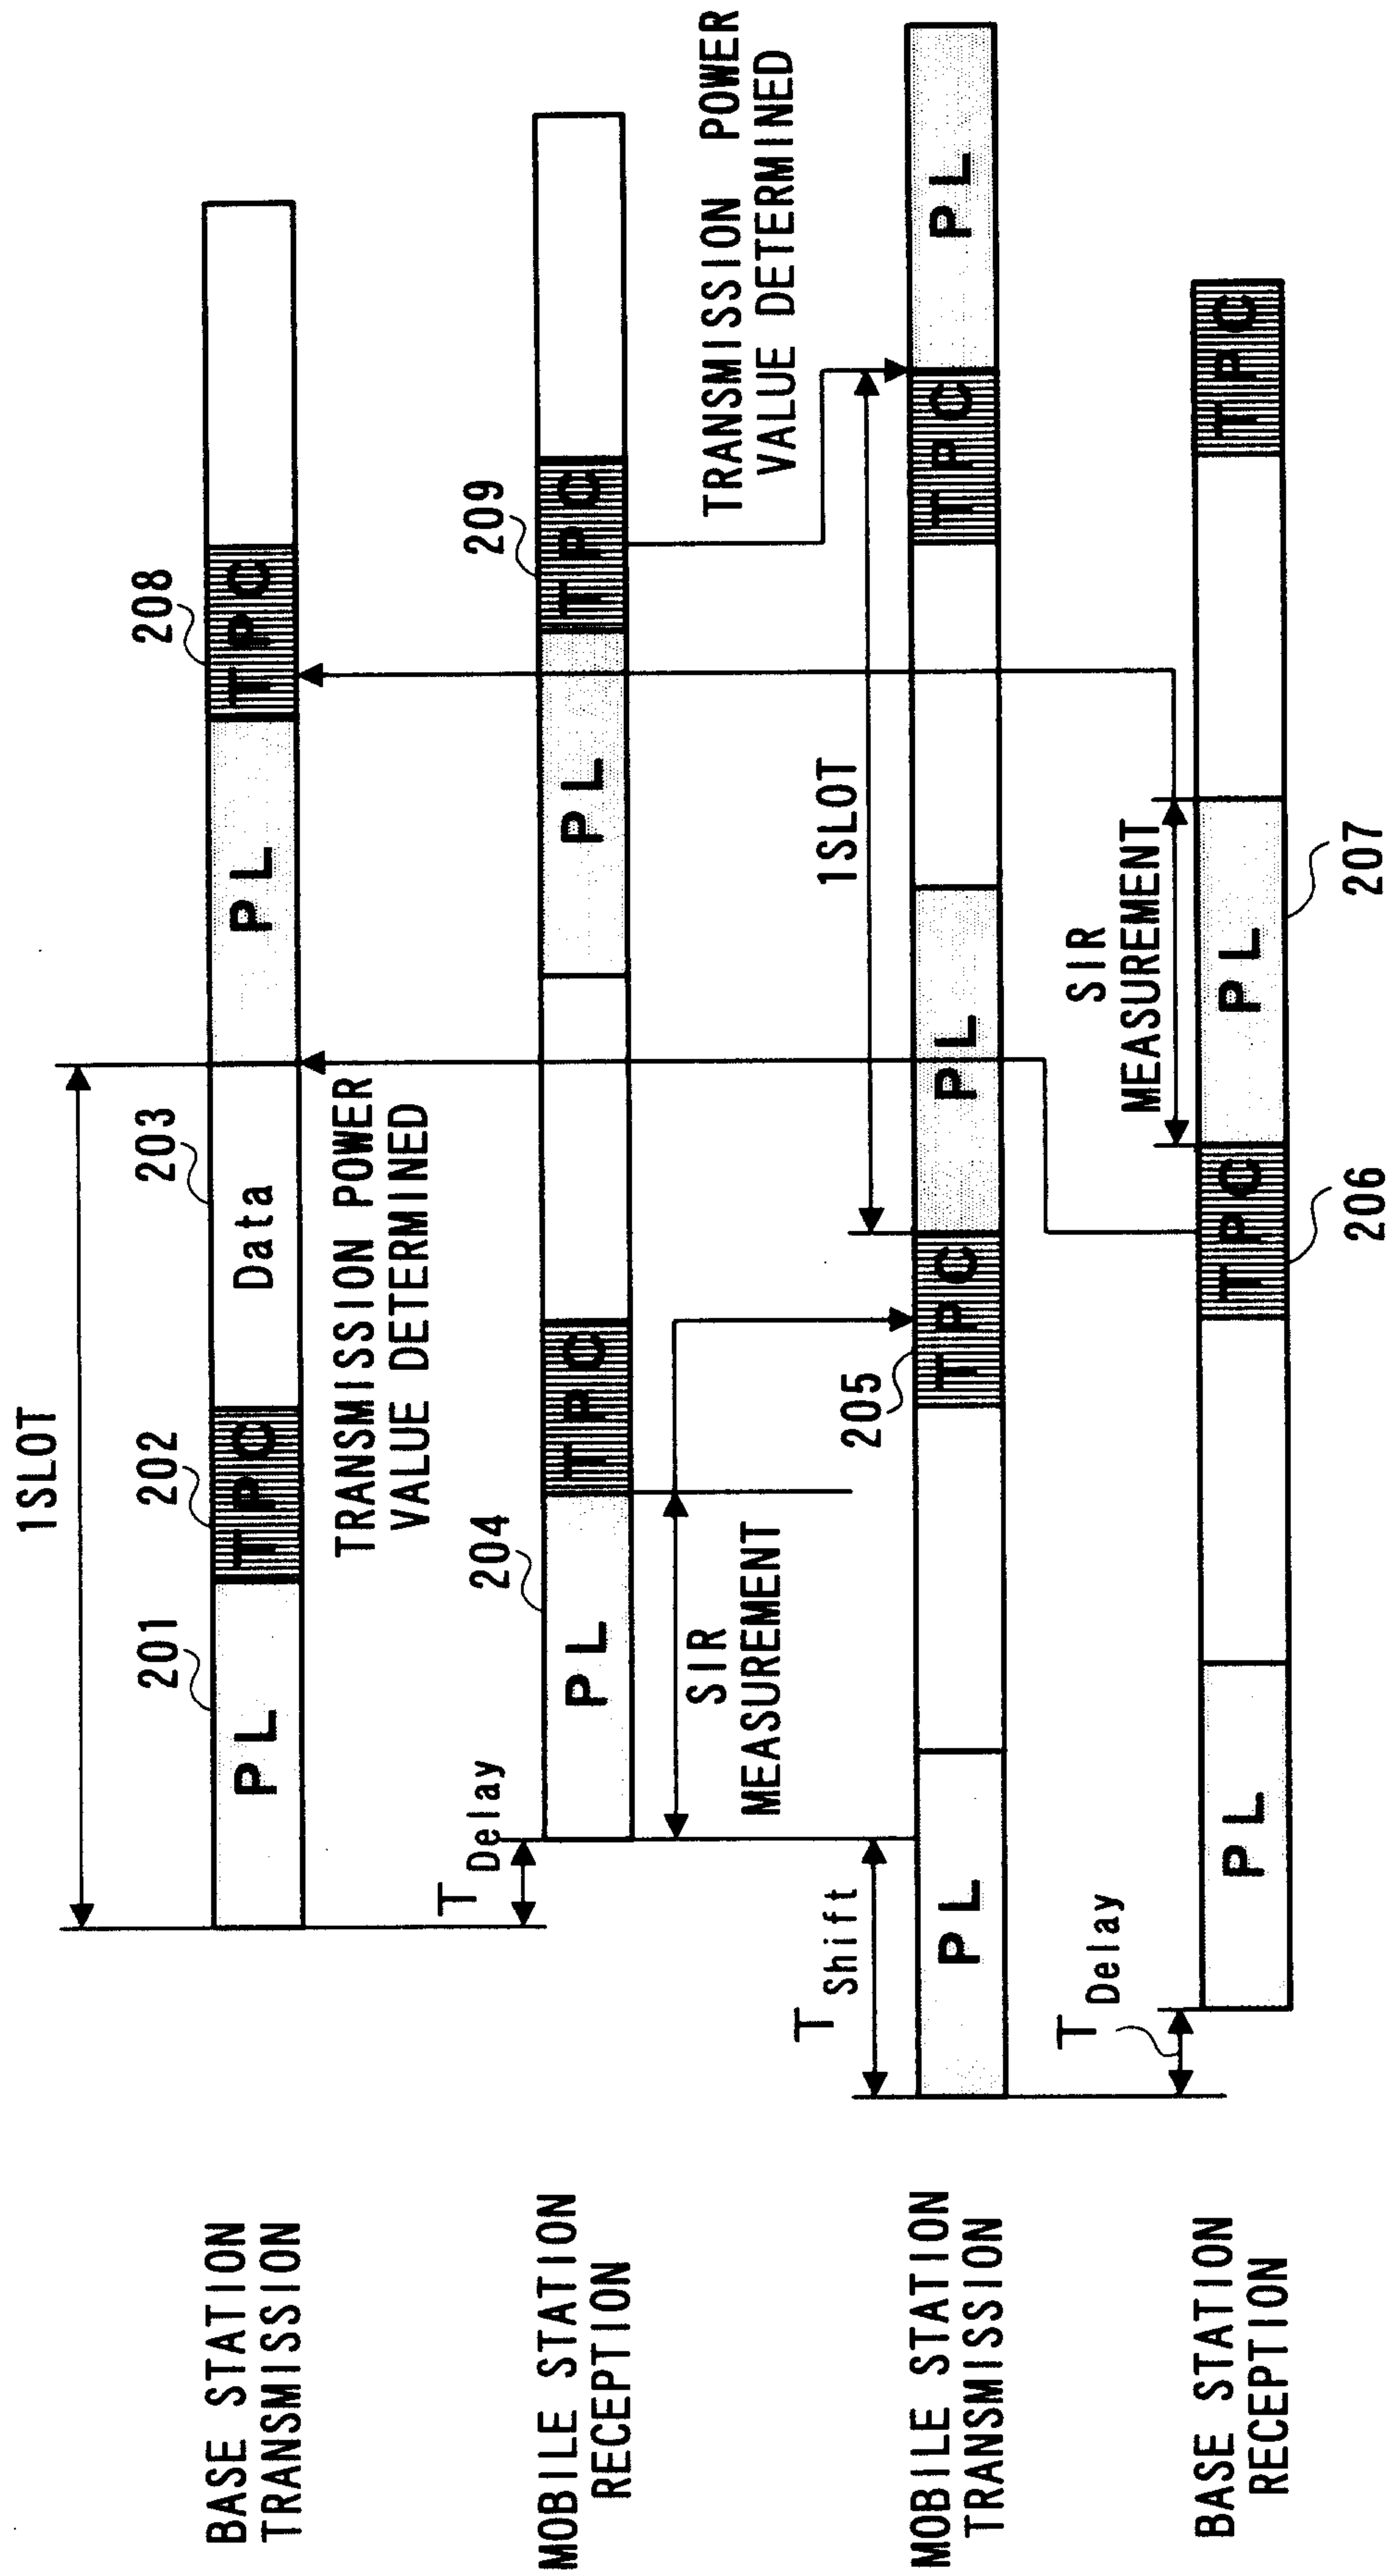 1SLOT
201
202
203
208
BASE STATION
TRANSMISSION
PL
TPC
Data
PL
TPC
TRANSMISSION POWER
VALUE DETERMINED
T Delay
204
209
MOBILE STATION
RECEPTION
PL
TPC
PL
TPC
SIR
MEASUREMENT
TRANSMISSION POWER
VALUE DETERMINED
T Shift
205
1SLOT
MOBILE STATION
TRANSMISSION
PL
TPC
PL
TPC
PL
T Delay
SIR
MEASUREMENT
BASE STATION
RECEPTION
PL
TPC
PL
TPC
206
207